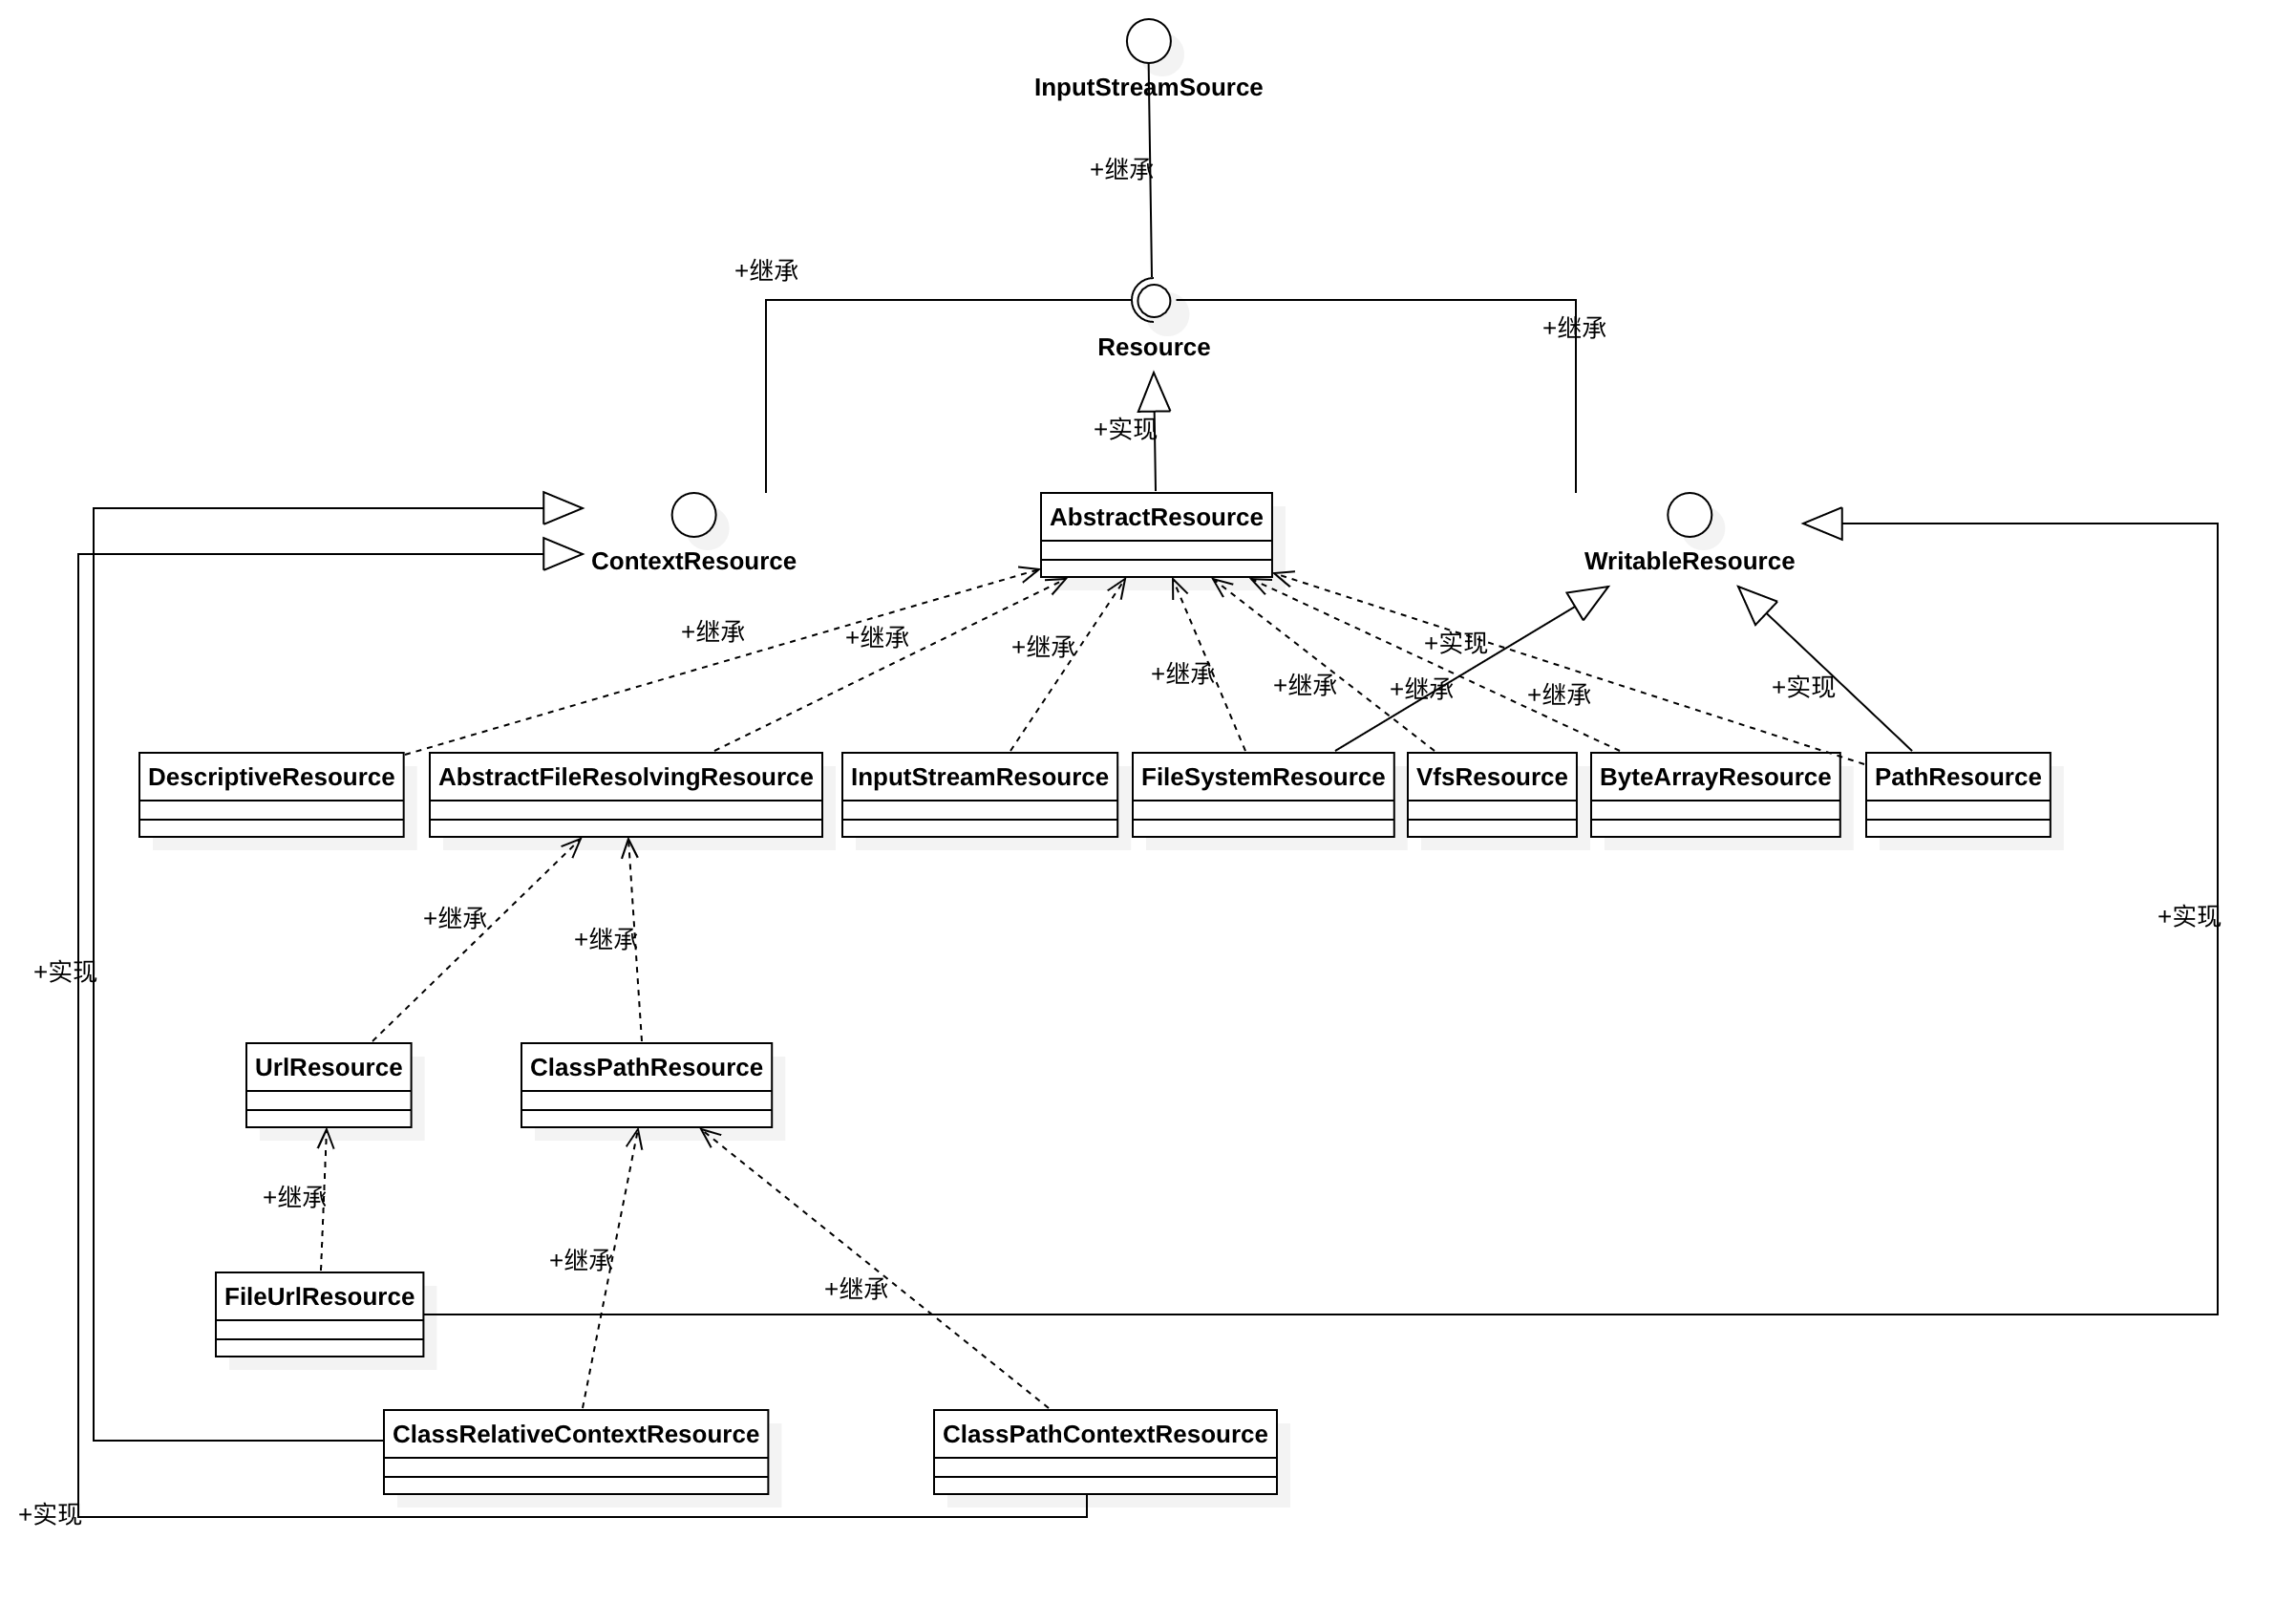 InputStreamSource
+继承
+继承
Resource
+继承
+实现
ContextResource
AbstractResource
WritableResource
+继承
+继承
+继承
+继承
+继承
+继承
+实现
+继承
+实现
DescriptiveResource
AbstractFileResolvingResource
InputStreamResource
FileSystemResource
VfsResource
ByteArrayResource
PathResource
+继承
+继承
+实现
+实现
UrlResource
ClassPathResource
+继承
+继承
+继承
FileUrlResource
ClassRelativeContextResource
ClassPathContextResource
+实现